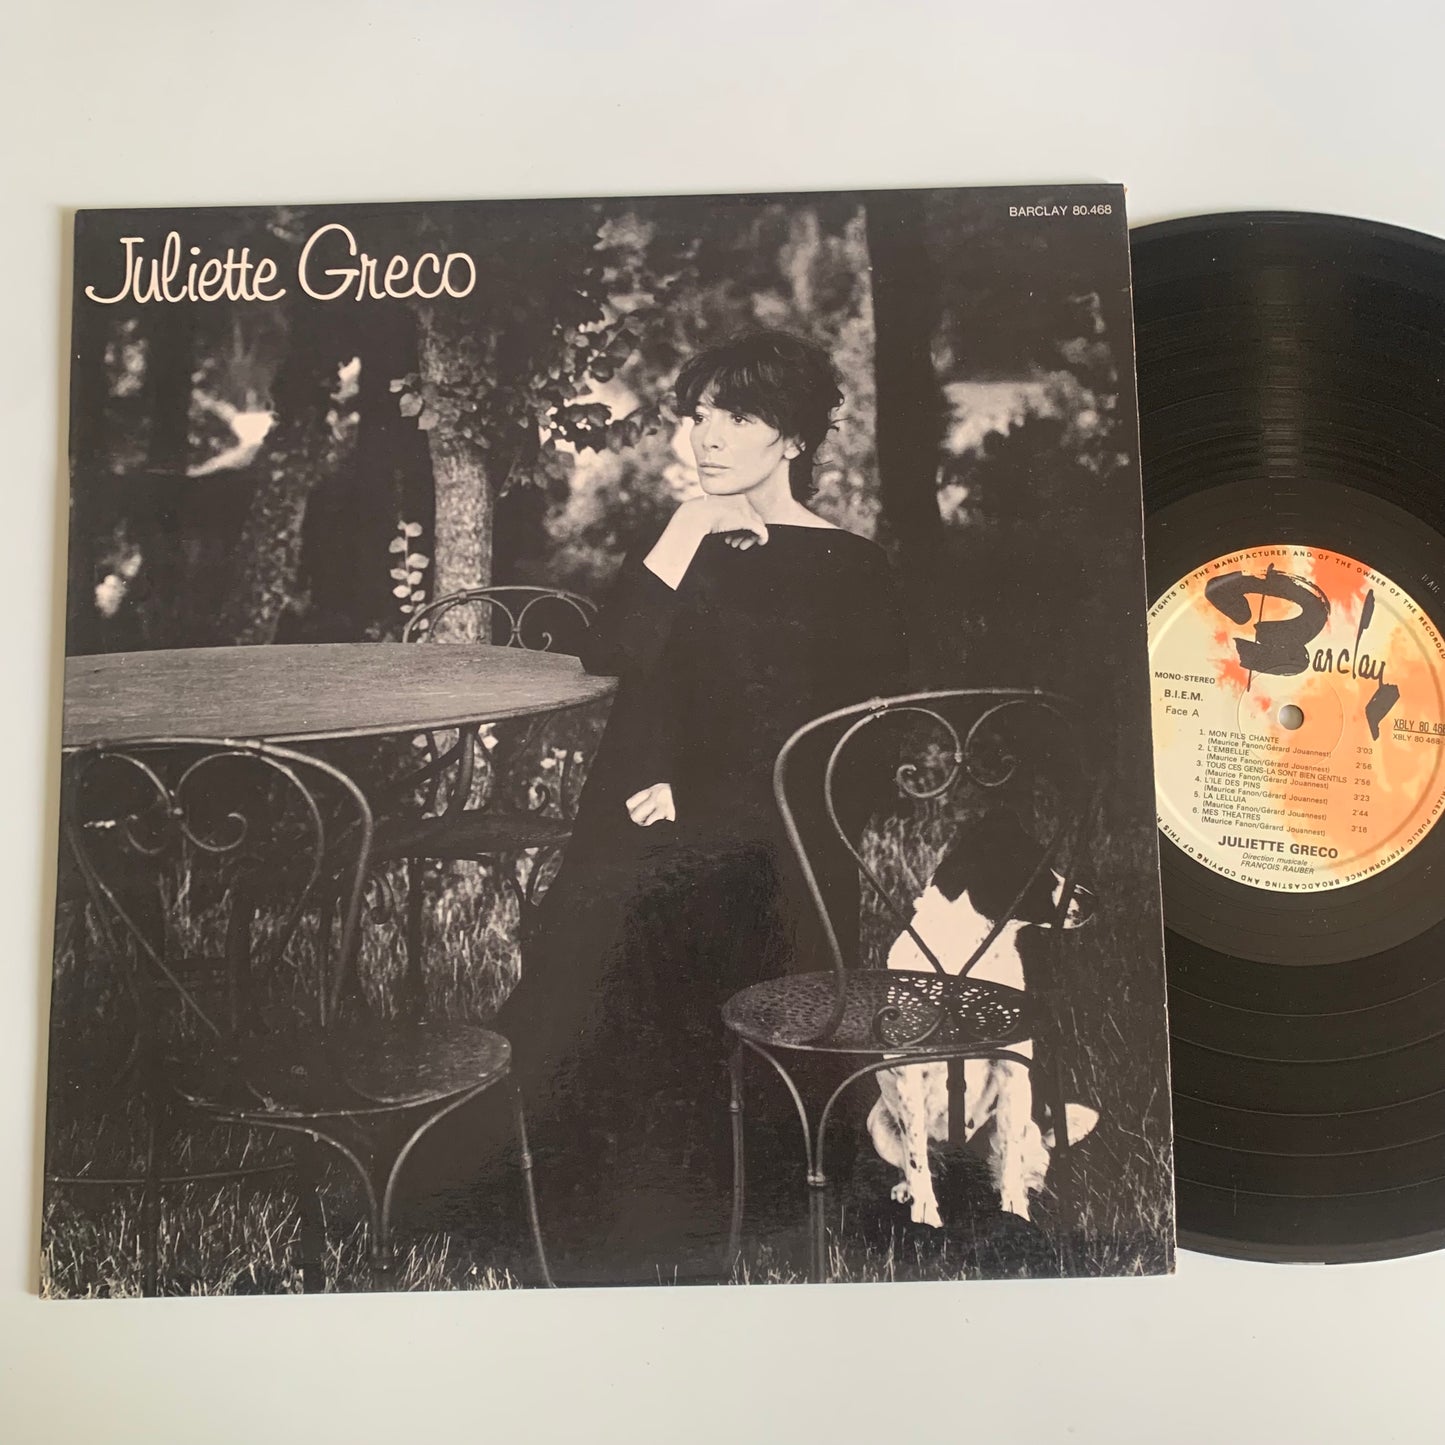 Juliette Greco
BARCLAY 80.468
RIGHTS OF THE MANUFACTURER AND OF THE OWNER OF THE RECORDED
PUBLIC PERFORMANCE BROADCASTING AND COPYING OF THIS
Barclay
MONO-STEREO
B.I.E.M.
Face A
XBLY 80 468
XBLY 80 468
1. MON FILS CHANTE
(Maurice Fanon/Gérard Jouannest) 3'03
2. L'EMBELLIE
(Maurice Fanon/Gérard Jouannest) 2'56
3. TOUS CES GENS-LA SONT BIEN GENTILS 2'56
(Maurice Fanon/Gérard Jouannest)
4. L'ILE DES PINS
(Maurice Fanon/Gérard Jouannest) 3'23
5. LA LELLUIA
(Maurice Fanon/Gérard Jouannest) 2'44
6. MES THEATRES
(Maurice Fanon/Gérard Jouannest) 3'18
JULIETTE GRECO
Direction musicale :
FRANÇOIS RAUBER